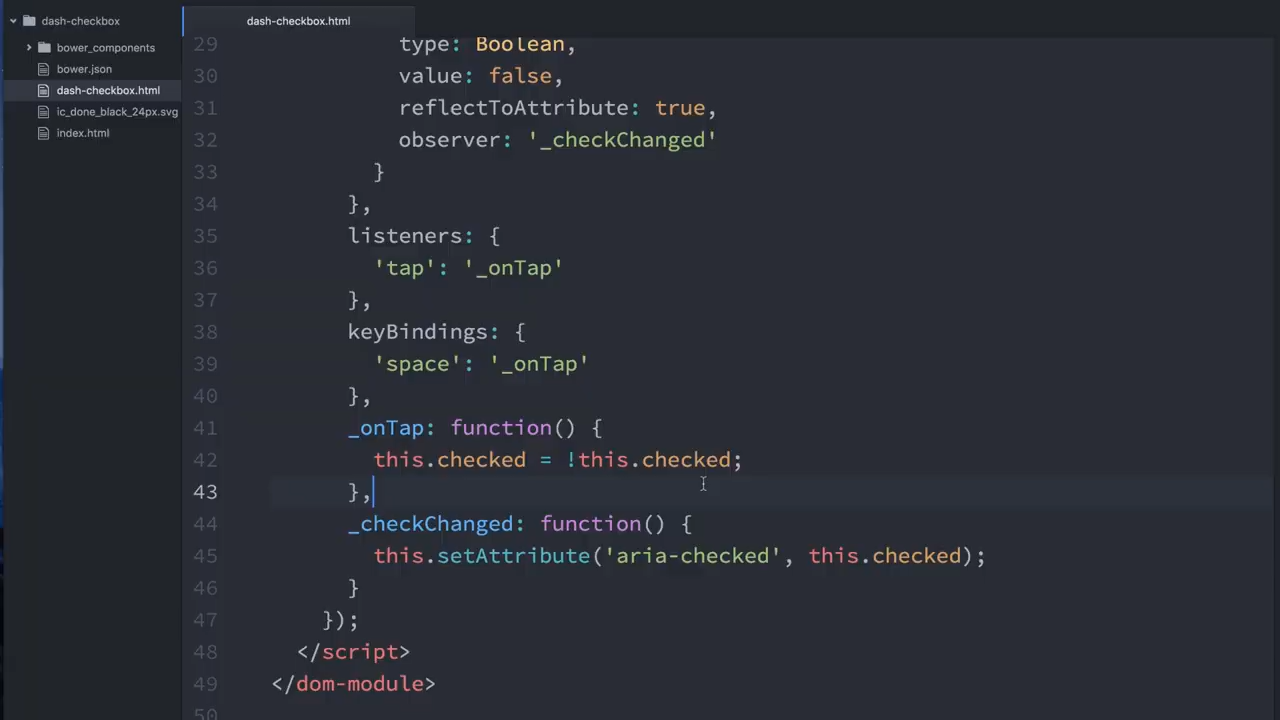 dash-checkbox
bower_components
bower.json
dash-checkbox.html
ic_done_black_24px.svg
index.html
dash-checkbox.html
29 type: Boolean,
30 value: false,
31 reflectToAttribute: true,
32 observer: '_checkChanged'
33 }
34 },
35 listeners: {
36 'tap': '_onTap'
37 },
38 keyBindings: {
39 'space': '_onTap'
40 },
41 _onTap: function() {
42 this.checked = !this.checked;
43 },
44 _checkChanged: function() {
45 this.setAttribute('aria-checked', this.checked);
46 }
47 });
48 </script>
49 </dom-module>
50